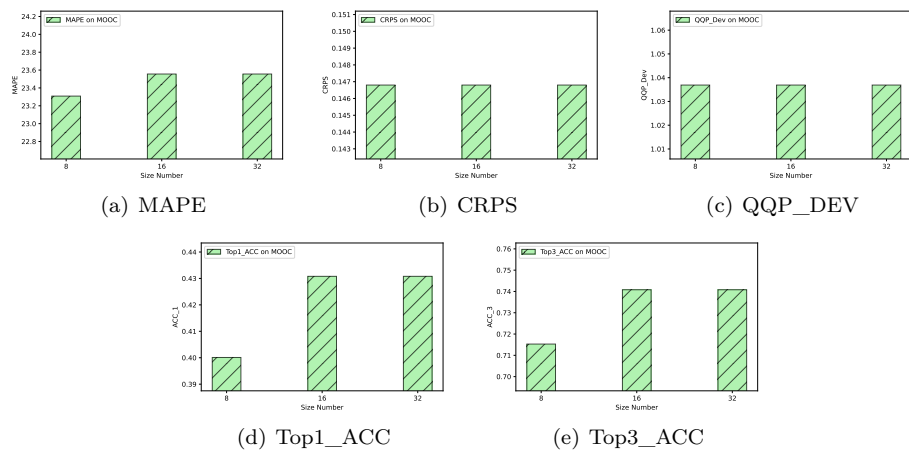 MAPE on MOOC
24.2
24.0
23.8
23.6
23.4
23.2
23.0
22.8
MAPE
8
16
32
Size Number
(a) MAPE
CRPS on MOOC
0.151
0.150
0.149
0.148
0.147
0.146
0.145
0.144
0.143
CRPS
8
16
32
Size Number
(b) CRPS
QQP_Dev on MOOC
1.06
1.05
1.04
1.03
1.02
1.01
QQP_Dev
8
16
32
Size Number
(c) QQP_DEV
Top1_ACC on MOOC
0.44
0.43
0.42
0.41
0.40
0.39
ACC_1
8
16
32
Size Number
(d) Top1_ACC
Top3_ACC on MOOC
0.76
0.75
0.74
0.73
0.72
0.71
0.70
ACC_3
8
16
32
Size Number
(e) Top3_ACC